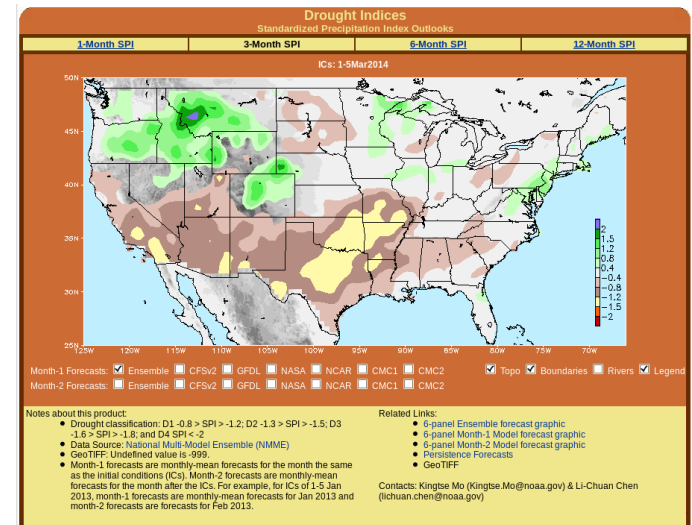 Drought Indices
Standardized Precipitation Index Outlooks
1-Month SPI 3-Month SPI 6-Month SPI 12-Month SPI
ICs: 1-5Mar2014
50N
45N
40N
35N
30N
25N
125W 120W 115W 110W 105W 100W 95W 90W 85W 80W 75W 70W
2
1.5
1.2
0.8
0.4
−0.4
−0.8
−1.2
−1.5
−2
Month-1 Forecasts: Ensemble CFSv2 GFDL NASA NCAR CMC1 CMC2 Topo Boundaries Rivers Legend
Month-2 Forecasts: Ensemble CFSv2 GFDL NASA NCAR CMC1 CMC2
Notes about this product:
Drought classification: D1 -0.8 > SPI > -1.2; D2 -1.3 > SPI > -1.5; D3
-1.6 > SPI > -1.8; and D4 SPI < -2
Data Source: National Multi-Model Ensemble (NMME)
GeoTIFF: Undefined value is -999.
Month-1 forecasts are monthly-mean forecasts for the month the same
as the initial conditions (ICs). Month-2 forecasts are monthly-mean
forecasts for the month after the ICs. For example, for ICs of 1-5 Jan
2013, month-1 forecasts are monthly-mean forecasts for Jan 2013 and
month-2 forecasts are forecasts for Feb 2013.
Related Links:
6-panel Ensemble forecast graphic
6-panel Month-1 Model forecast graphic
6-panel Month-2 Model forecast graphic
Persistence Forecasts
GeoTIFF
Contacts: Kingtse Mo (Kingtse.Mo@noaa.gov) & Li-Chuan Chen
(lichuan.chen@noaa.gov)